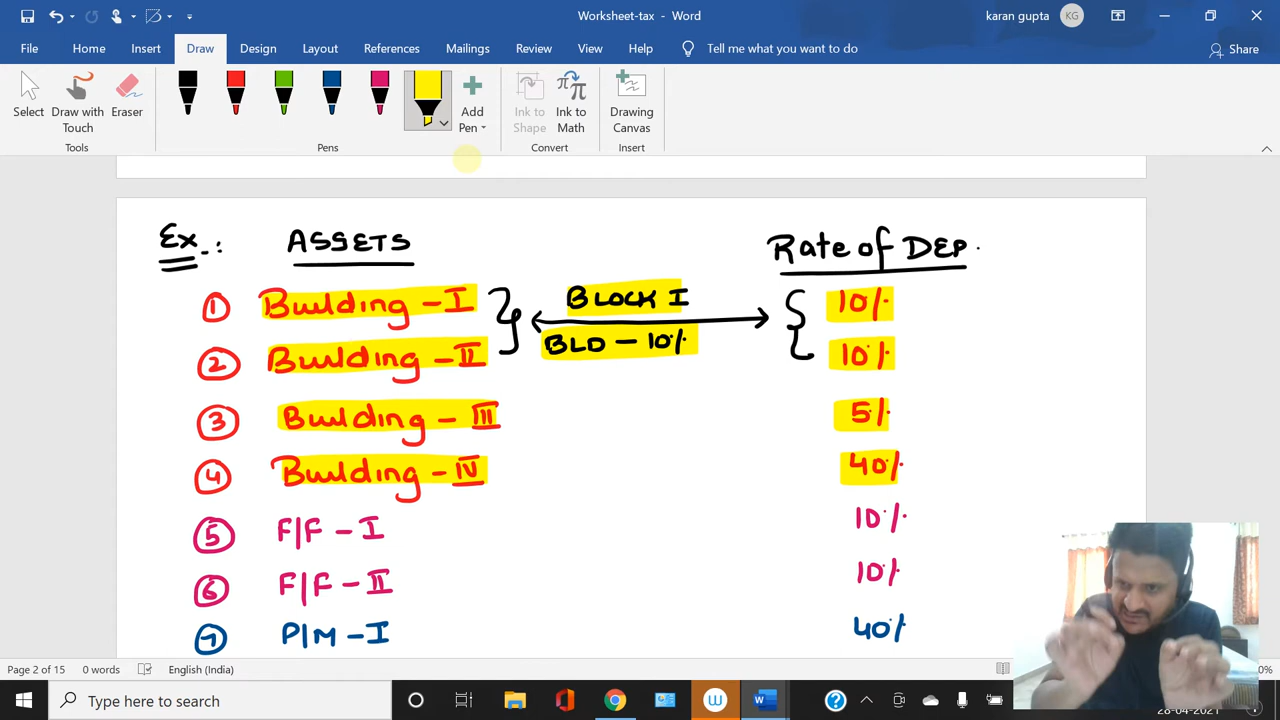 Worksheet-tax - Word
karan gupta
KG
File Home Insert Draw Design Layout References Mailings Review View Help Tell me what you want to do Share
Select
Draw with Touch
Eraser
Add Pen
Ink to Shape
Ink to Math
Drawing Canvas
Tools Pens Convert Insert
Ex.: ASSETS Rate of DEP.
1 Building - I BLOCK I 10%
BLD - 10%
2 Building - II 10%
3 Building - III 5%
4 Building - IV 40%
5 F/F - I 10%
6 F/F - II 10%
7 P/M - I 40%
Page 2 of 15 0 words English (India) 0%
Type here to search
28-04-2021